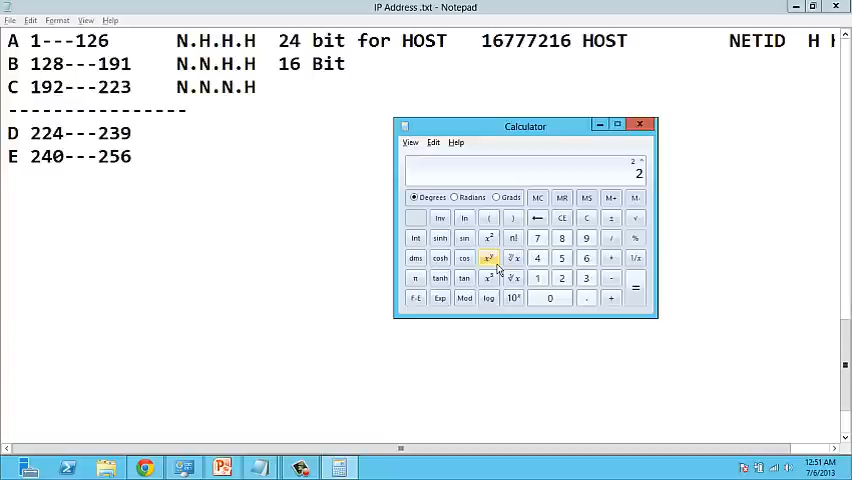 IP Address .txt - Notepad
File Edit Format View Help
A 1---126 N.H.H.H 24 bit for HOST 16777216 HOST NETID H
B 128---191 N.N.H.H 16 Bit
C 192---223 N.N.N.H
----------------
D 224---239
E 240---256
Calculator
View Edit Help
2 ^
2
Degrees Radians Grads MC MR MS M+ M-
Inv ln ( ) ← CE C ± √
Int sinh sin x² n! 7 8 9 / %
dms cosh cos xʸ ʸ√x 4 5 6 * 1/x
π tanh tan x³ ³√x 1 2 3 - =
F-E Exp Mod log 10ˣ 0 . +
12:51 AM
7/6/2013